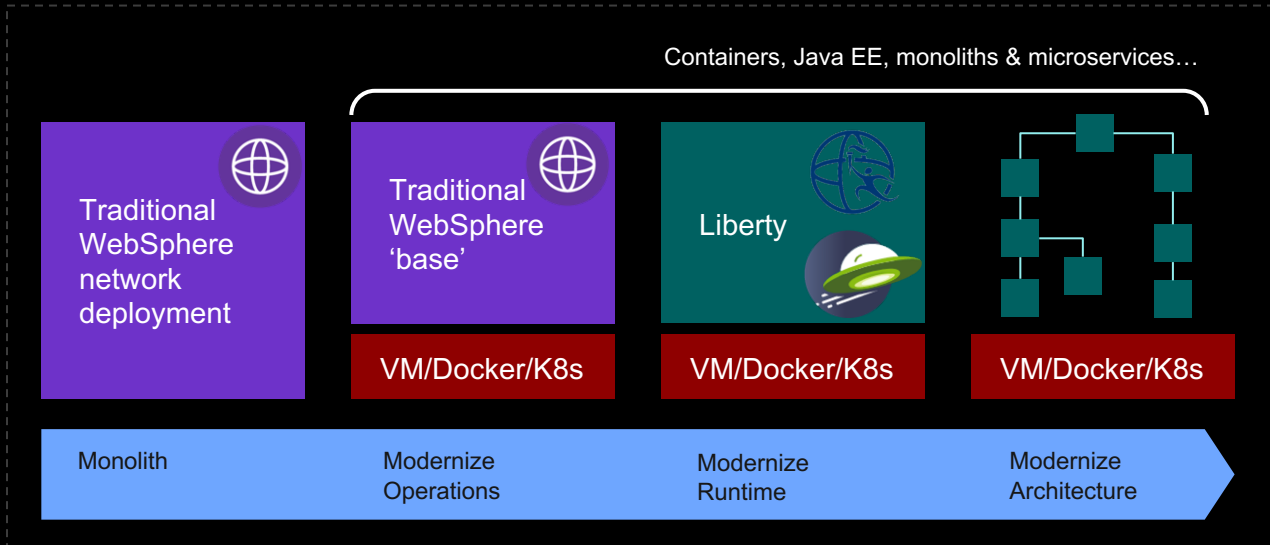 Containers, Java EE, monoliths & microservices…
Traditional
WebSphere
network
deployment
Traditional
WebSphere
‘base’
Liberty
VM/Docker/K8s
VM/Docker/K8s
VM/Docker/K8s
Monolith
Modernize
Operations
Modernize
Runtime
Modernize
Architecture